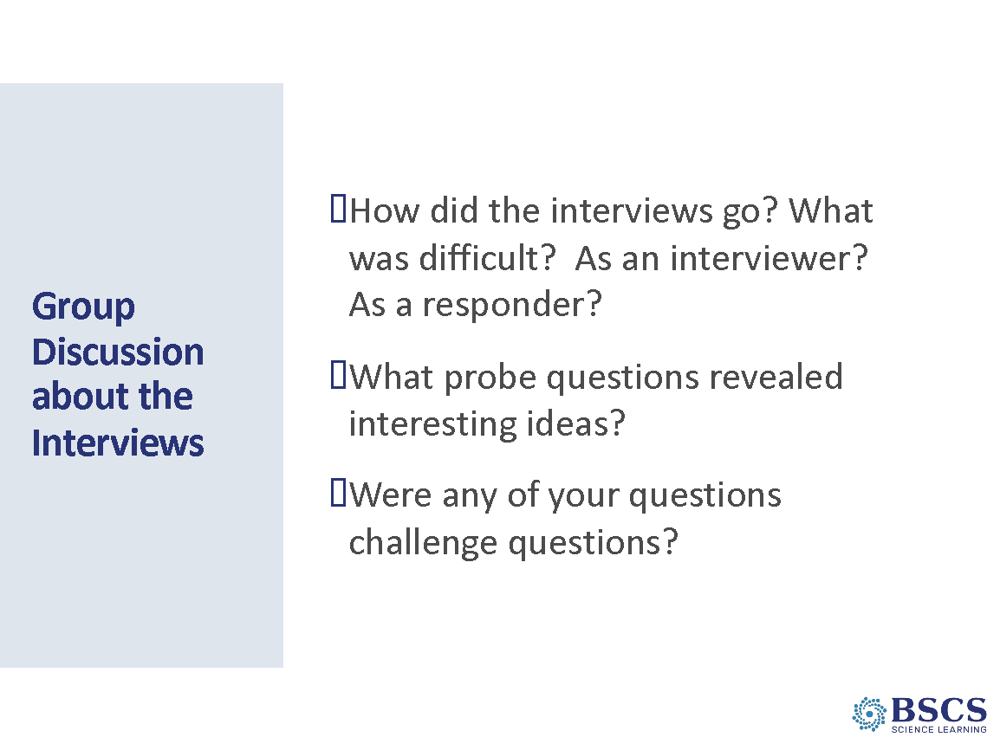 Group
Discussion
about the
Interviews
How did the interviews go? What
was difficult?  As an interviewer?
As a responder?
What probe questions revealed
interesting ideas?
Were any of your questions
challenge questions?
BSCS
SCIENCE LEARNING